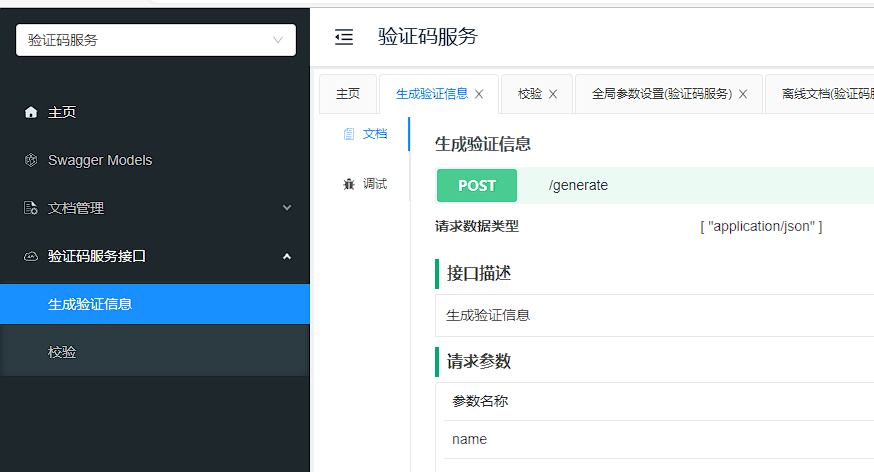 验证码服务
主页
Swagger Models
文档管理
验证码服务接口
生成验证信息
校验
验证码服务
主页 生成验证信息 校验 全局参数设置(验证码服务) 离线文档(验证码
文档
调试
生成验证信息
POST /generate
请求数据类型 [ "application/json" ]
接口描述
生成验证信息
请求参数
参数名称
name